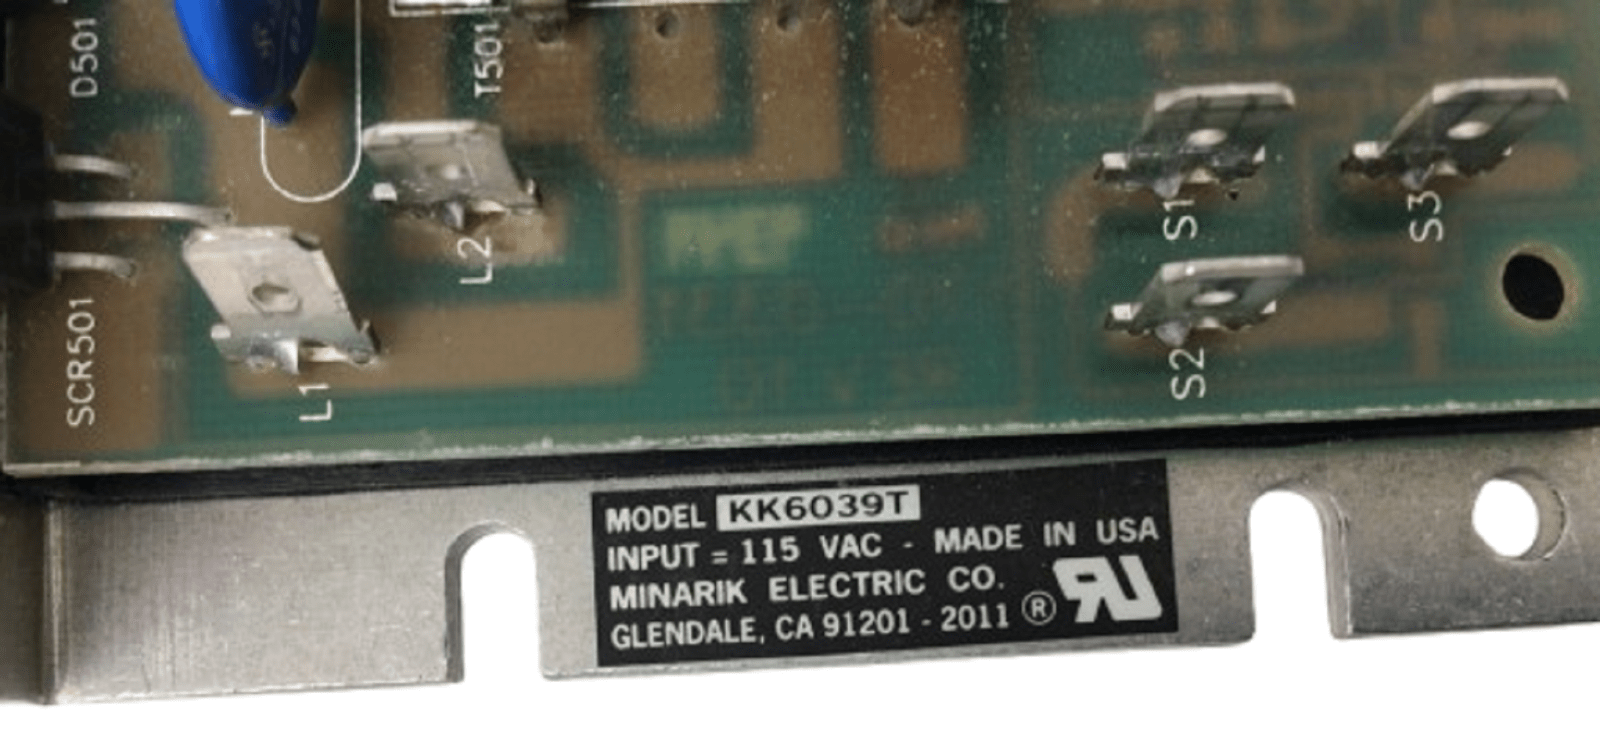 D501
T501
L2
S1
S3
SCR501
L1
S2
MODEL KK6039T
INPUT = 115 VAC - MADE IN USA
MINARIK ELECTRIC CO.
GLENDALE, CA 91201 - 2011 ® RU